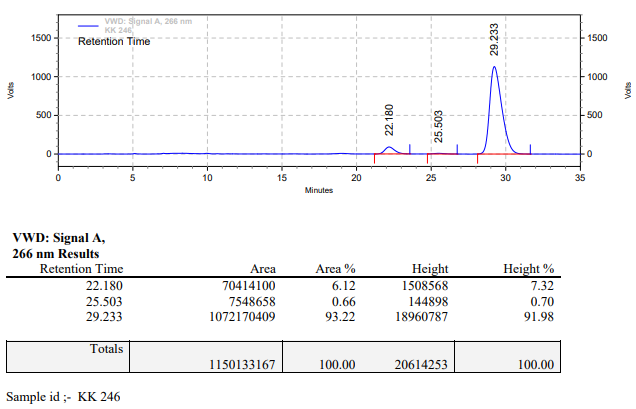 VWD: Signal A, 266 nm
KK 246
Retention Time
1500 1500
1000 1000
500 500
0 0
Volts Volts
22.180
25.503
29.233
0 5 10 15 20 25 30 35
Minutes
VWD: Signal A,
266 nm Results
Retention Time Area Area % Height Height %
22.180 70414100 6.12 1508568 7.32
25.503 7548658 0.66 144898 0.70
29.233 1072170409 93.22 18960787 91.98
Totals
1150133167 100.00 20614253 100.00
Sample id ;- KK 246